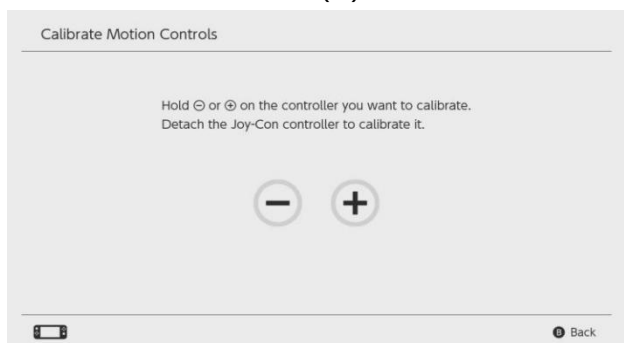 Calibrate Motion Controls
Hold ⊖ or ⊕ on the controller you want to calibrate.
Detach the Joy-Con controller to calibrate it.
− +
B Back